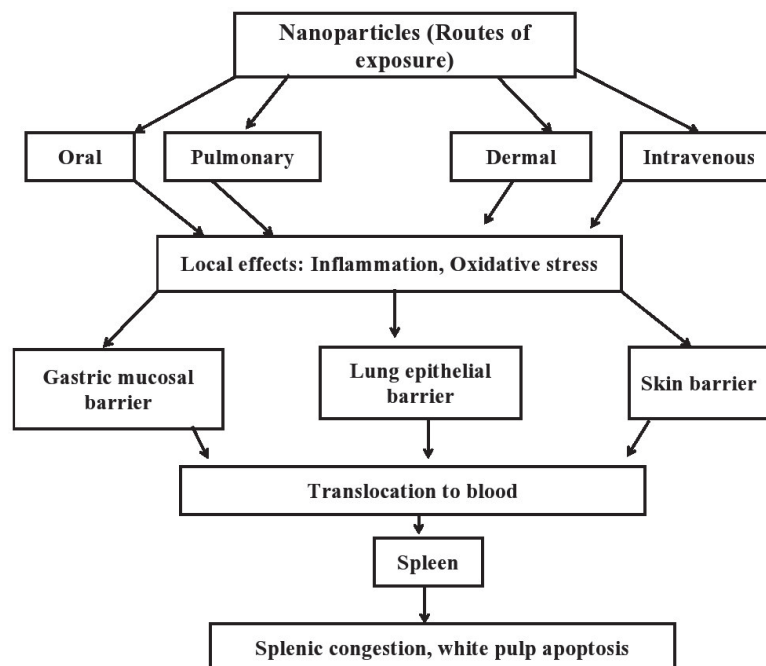 Nanoparticles (Routes of
exposure)
Oral
Pulmonary
Dermal
Intravenous
Local effects: Inflammation, Oxidative stress
Gastric mucosal
barrier
Lung epithelial
barrier
Skin barrier
Translocation to blood
Spleen
Splenic congestion, white pulp apoptosis